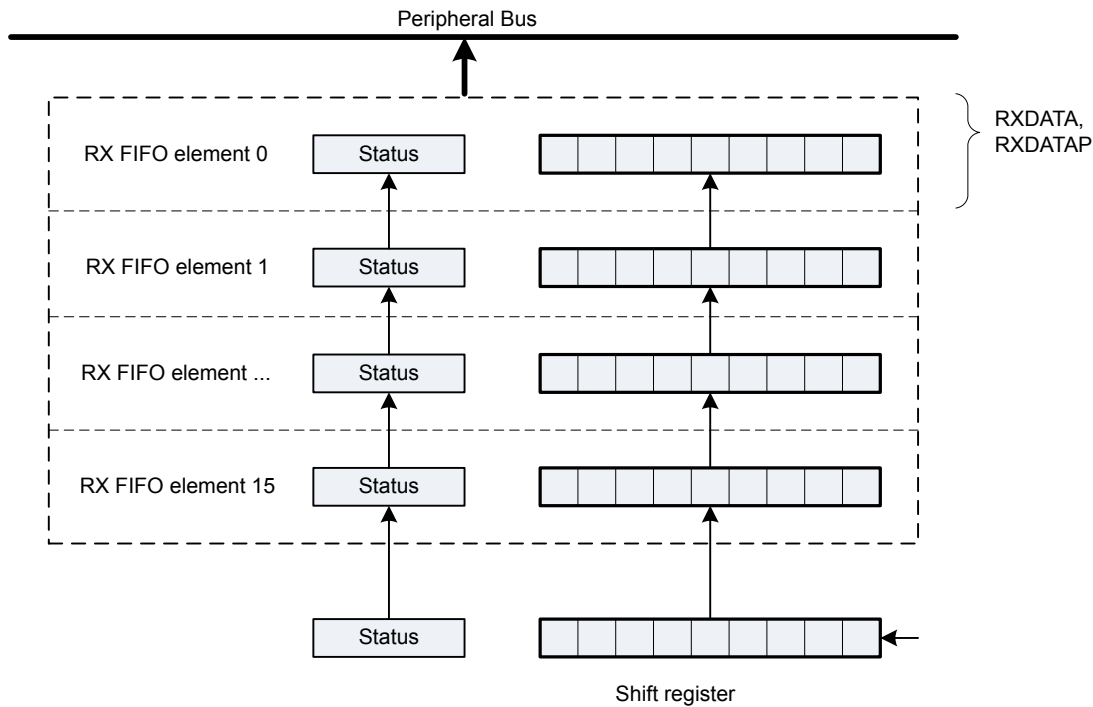 Peripheral Bus
RXDATA,
RXDATAP
RX FIFO element 0
Status
RX FIFO element 1
Status
RX FIFO element ...
Status
RX FIFO element 15
Status
Status
Shift register